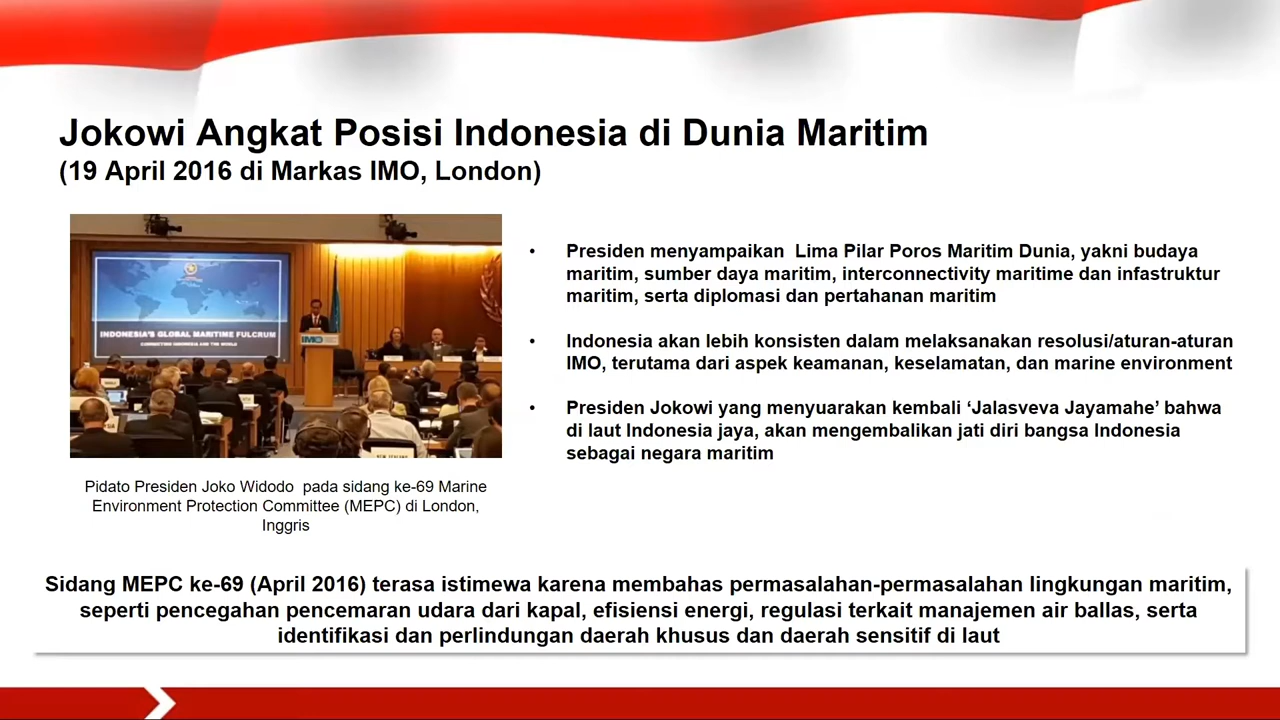 Jokowi Angkat Posisi Indonesia di Dunia Maritim
(19 April 2016 di Markas IMO, London)
INDONESIA'S GLOBAL MARITIME FULCRUM
CONNECTING INDONESIA AND THE WORLD
IMO
Pidato Presiden Joko Widodo pada sidang ke-69 Marine
Environment Protection Committee (MEPC) di London,
Inggris
• Presiden menyampaikan Lima Pilar Poros Maritim Dunia, yakni budaya
maritim, sumber daya maritim, interconnectivity maritime dan infastruktur
maritim, serta diplomasi dan pertahanan maritim
• Indonesia akan lebih konsisten dalam melaksanakan resolusi/aturan-aturan
IMO, terutama dari aspek keamanan, keselamatan, dan marine environment
• Presiden Jokowi yang menyuarakan kembali ‘Jalasveva Jayamahe’ bahwa
di laut Indonesia jaya, akan mengembalikan jati diri bangsa Indonesia
sebagai negara maritim
Sidang MEPC ke-69 (April 2016) terasa istimewa karena membahas permasalahan-permasalahan lingkungan maritim,
seperti pencegahan pencemaran udara dari kapal, efisiensi energi, regulasi terkait manajemen air ballas, serta
identifikasi dan perlindungan daerah khusus dan daerah sensitif di laut